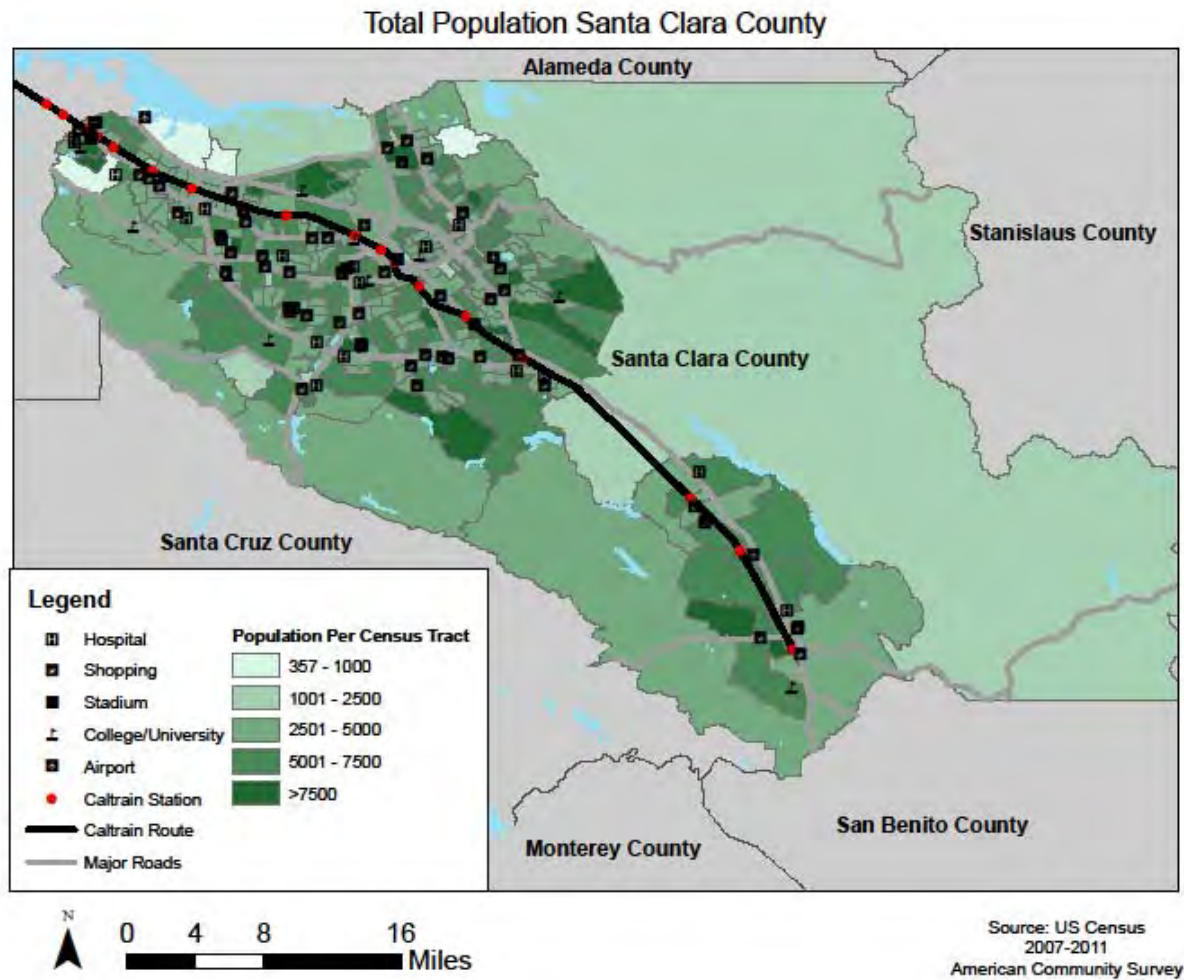 Total Population Santa Clara County
Alameda County
Stanislaus County
Santa Clara County
Santa Cruz County
San Benito County
Monterey County
Legend
Hospital
Shopping
Stadium
College/University
Airport
Caltrain Station
Caltrain Route
Major Roads
Population Per Census Tract
357 - 1000
1001 - 2500
2501 - 5000
5001 - 7500
>7500
N
0 4 8 16
Miles
Source: US Census
2007-2011
American Community Survey